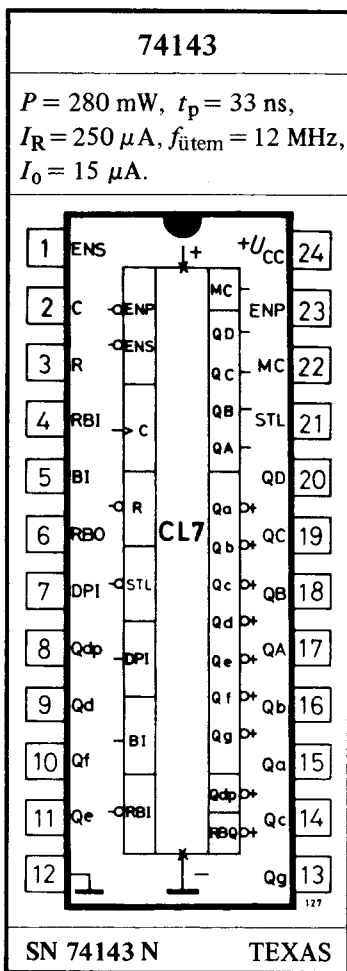 74143
P = 280 mW, tp = 33 ns,
IR = 250 μA, fütem = 12 MHz,
Io = 15 μA.
1 ENS
2 C
3 R
4 RBI
5 BI
6 RBO
7 DPI
8 Qdp
9 Qd
10 Qf
11 Qe
12
+
ENP
ENS
C
R
STL
DPI
BI
RBI
CL7
MC
QD
QC
QB
QA
Qa
Qb
Qc
Qd
Qe
Qf
Qg
Qdp
RBQ
−
+UCC 24
ENP 23
MC 22
STL 21
QD 20
QC 19
QB 18
QA 17
Qb 16
Qa 15
Qc 14
Qg 13
127
SN 74143 N TEXAS